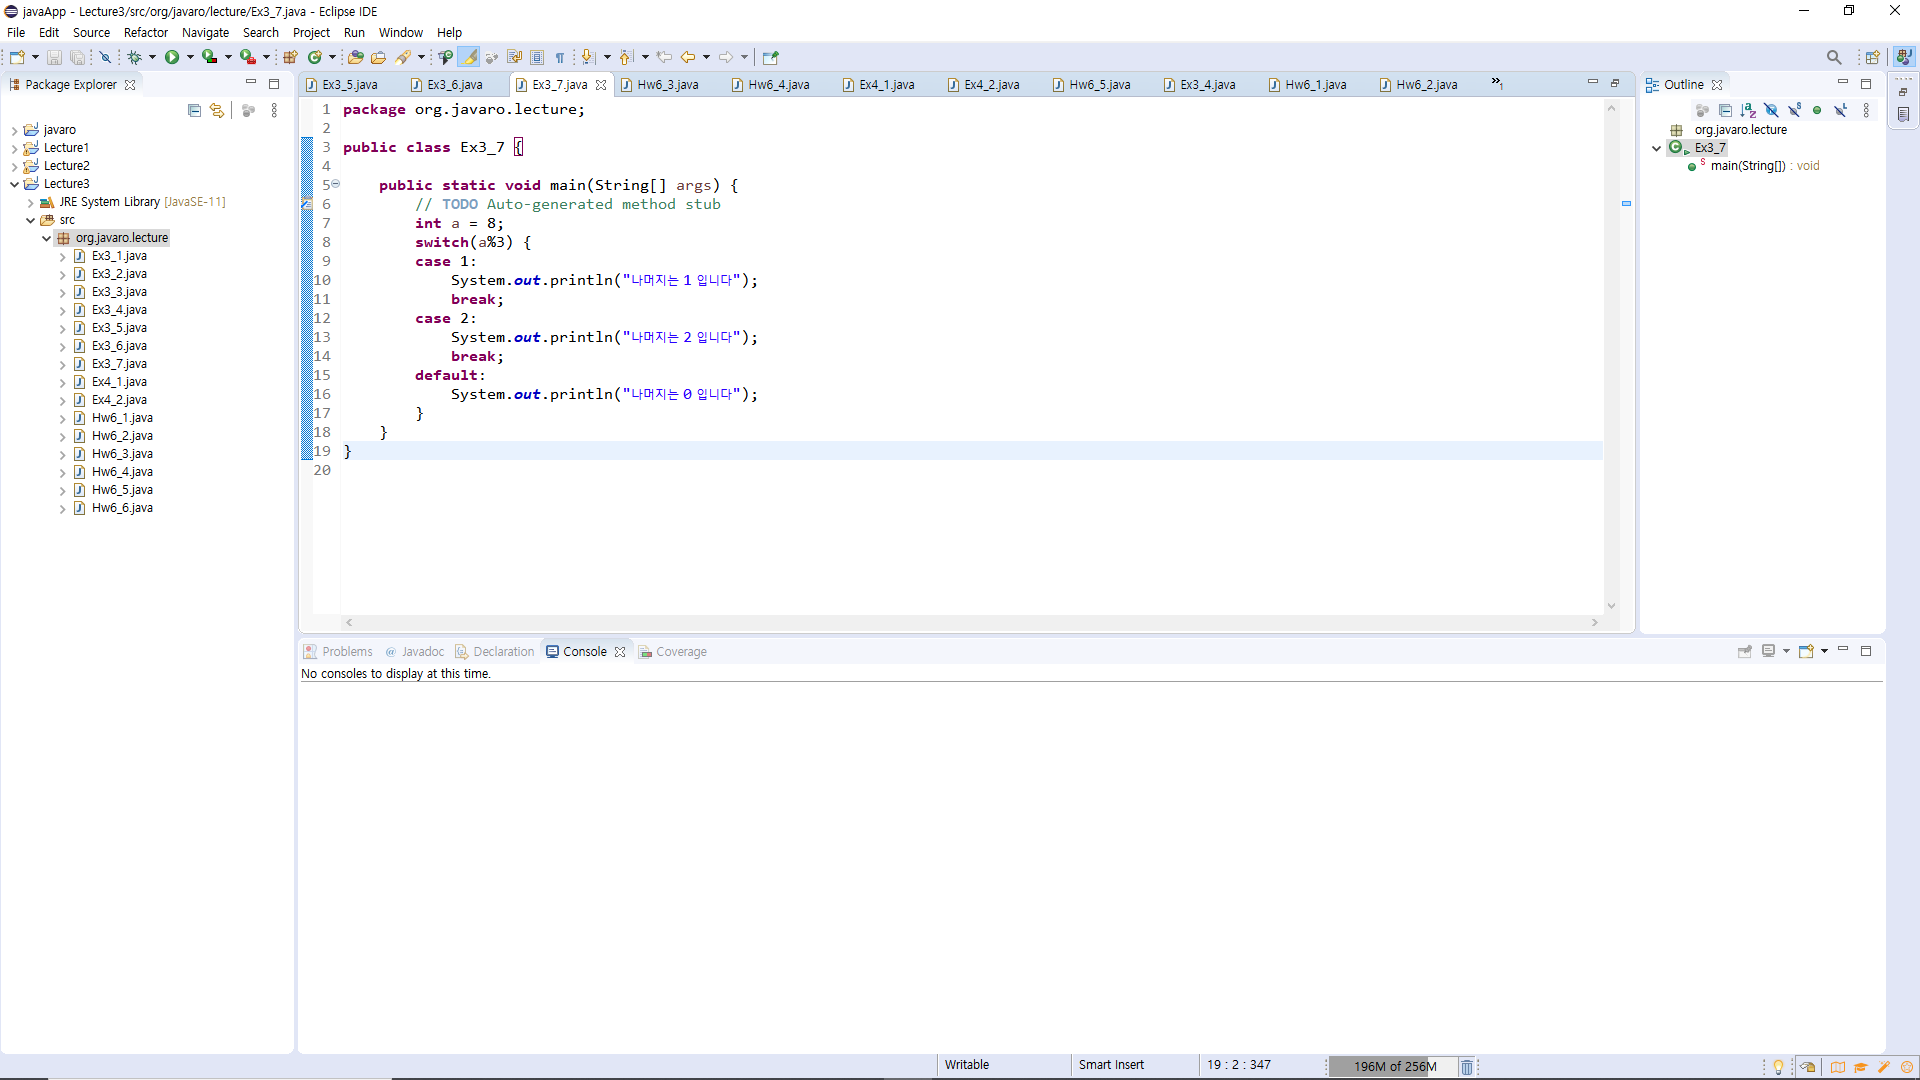 javaApp - Lecture3/src/org/javaro/lecture/Ex3_7.java - Eclipse IDE
File Edit Source Refactor Navigate Search Project Run Window Help
Package Explorer
javaro
Lecture1
Lecture2
Lecture3
JRE System Library [JavaSE-11]
src
org.javaro.lecture
Ex3_1.java
Ex3_2.java
Ex3_3.java
Ex3_4.java
Ex3_5.java
Ex3_6.java
Ex3_7.java
Ex4_1.java
Ex4_2.java
Hw6_1.java
Hw6_2.java
Hw6_3.java
Hw6_4.java
Hw6_5.java
Hw6_6.java
Ex3_5.java Ex3_6.java Ex3_7.java Hw6_3.java Hw6_4.java Ex4_1.java Ex4_2.java Hw6_5.java Ex3_4.java Hw6_1.java Hw6_2.java »1
1 package org.javaro.lecture;
2
3 public class Ex3_7 {
4
5 public static void main(String[] args) {
6 // TODO Auto-generated method stub
7 int a = 8;
8 switch(a%3) {
9 case 1:
10 System.out.println("나머지는 1 입니다");
11 break;
12 case 2:
13 System.out.println("나머지는 2 입니다");
14 break;
15 default:
16 System.out.println("나머지는 0 입니다");
17 }
18 }
19 }
20
Outline
org.javaro.lecture
Ex3_7
main(String[]) : void
Problems @ Javadoc Declaration Console Coverage
No consoles to display at this time.
Writable Smart Insert 19 : 2 : 347 196M of 256M